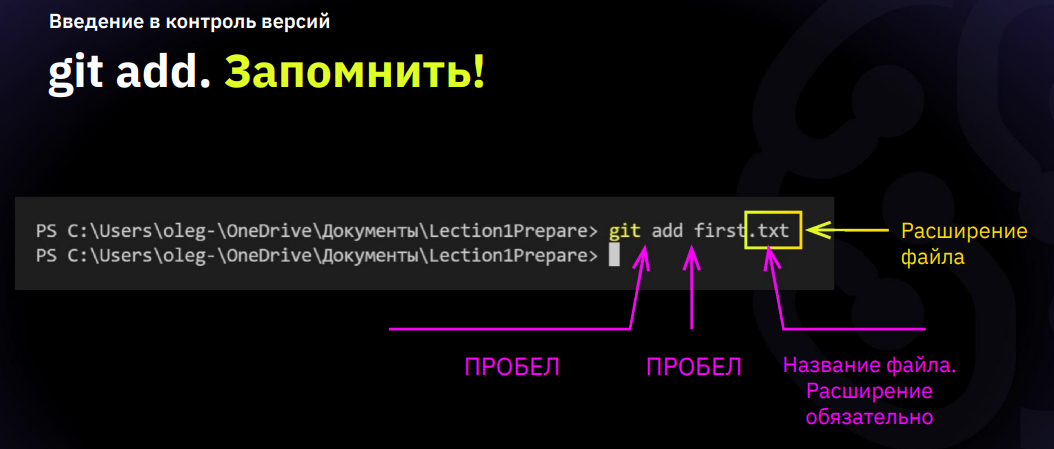 Введение в контроль версий
git add. Запомнить!
PS C:\Users\oleg-\OneDrive\Документы\Lection1Prepare> git add first.txt
PS C:\Users\oleg-\OneDrive\Документы\Lection1Prepare>
Расширение
файла
ПРОБЕЛ
ПРОБЕЛ
Название файла.
Расширение
обязательно